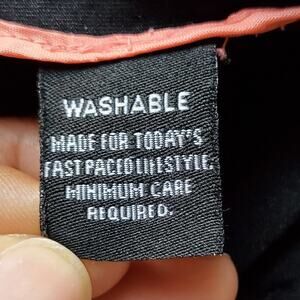 WASHABLE
MADE FOR TODAY'S
FAST PACED LIFESTYLE.
MINIMUM CARE
REQUIRED.